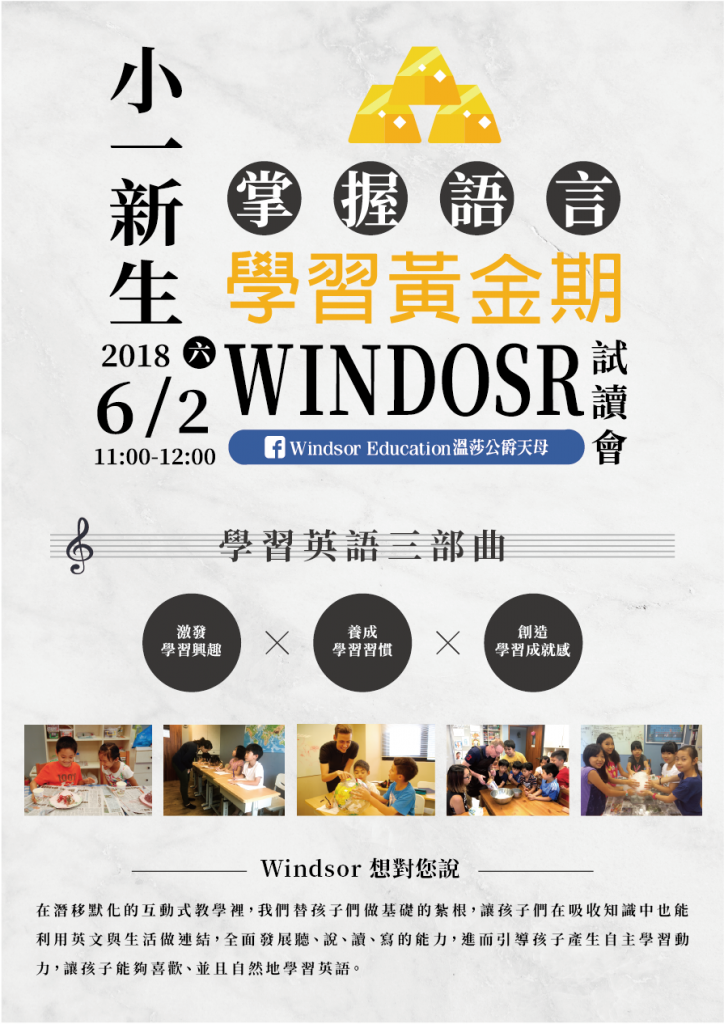 小一新生
掌握語言
學習黃金期
2018 六
6/2
11:00-12:00
WINDOSR
試讀會
f Windsor Education溫莎公爵天母
學習英語三部曲
激發
學習興趣
×
養成
學習習慣
×
創造
學習成就感
Windsor 想對您說
在潛移默化的互動式教學裡，我們替孩子們做基礎的紮根，讓孩子們在吸收知識中也能
利用英文與生活做連結，全面發展聽、說、讀、寫的能力，進而引導孩子產生自主學習動
力，讓孩子能夠喜歡、並且自然地學習英語。